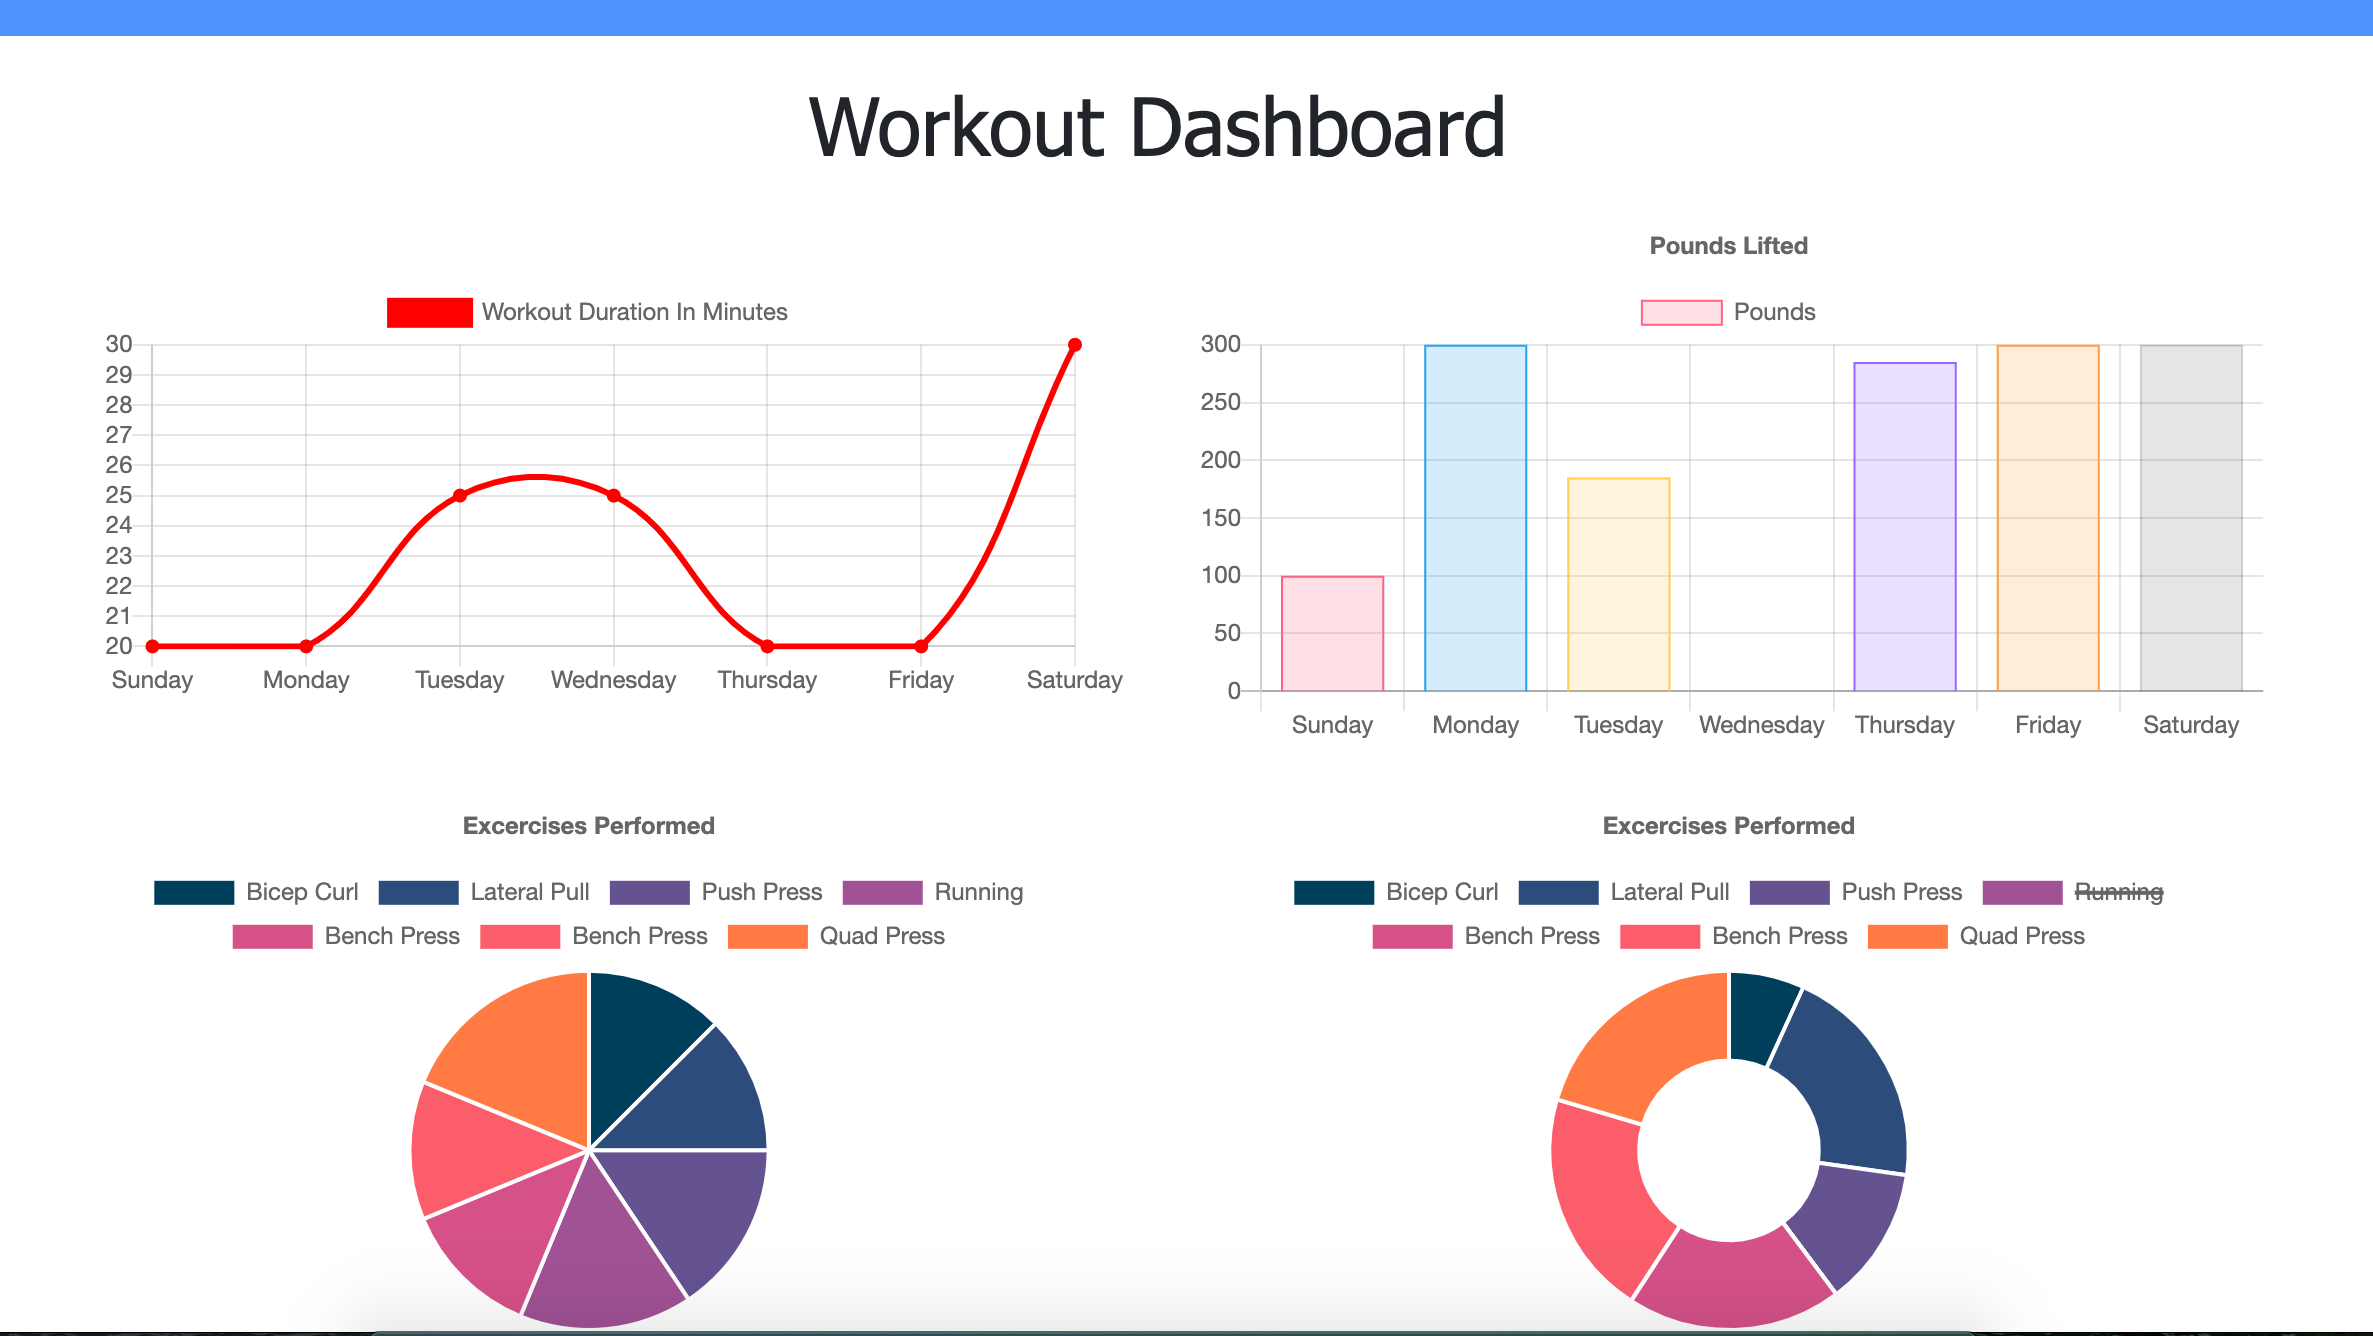 Workout Dashboard
Workout Duration In Minutes
30
29
28
27
26
25
24
23
22
21
20
Sunday Monday Tuesday Wednesday Thursday Friday Saturday
Pounds Lifted
Pounds
300
250
200
150
100
50
0
Sunday Monday Tuesday Wednesday Thursday Friday Saturday
Excercises Performed
Bicep Curl Lateral Pull Push Press Running
Bench Press Bench Press Quad Press
Excercises Performed
Bicep Curl Lateral Pull Push Press Running
Bench Press Bench Press Quad Press